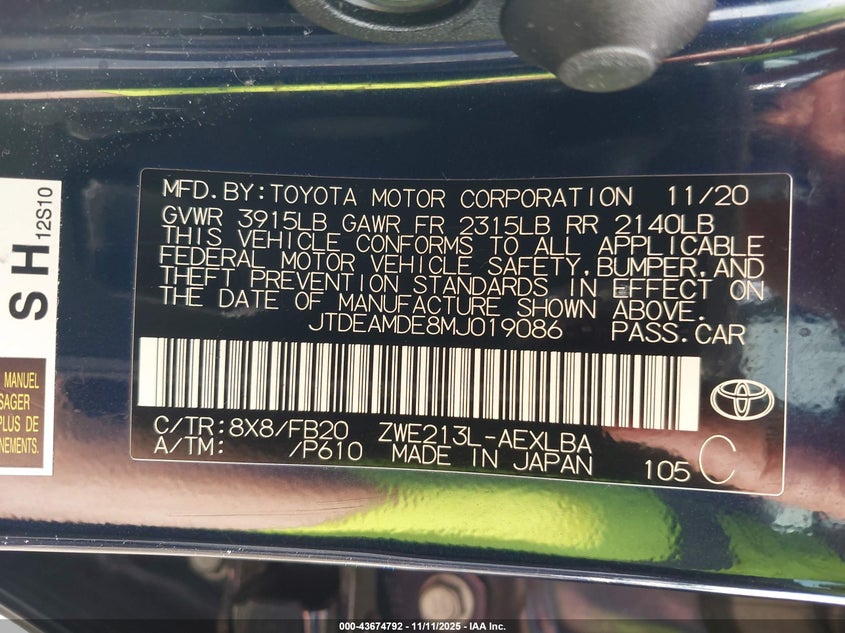 MFD.BY:TOYOTA MOTOR CORPORATION 11/20
GVWR 3915LB GAWR FR 2315LB RR 2140LB
THIS VEHICLE CONFORMS TO ALL APPLICABLE
FEDERAL MOTOR VEHICLE SAFETY,BUMPER,AND
THEFT PREVENTION STANDARDS IN EFFECT ON
THE DATE OF MANUFACTURE SHOWN ABOVE.
JTDEAMDE8MJ019086 PASS.CAR
C/TR:8X8/FB20 ZWE213L-AEXLBA
A/TM: /P610 MADE IN JAPAN 105 C
SH
12S10
MANUEL
SAGER
PLUS DE
EMENTS.
000-43674792 - 11/11/2025 - IAA Inc.